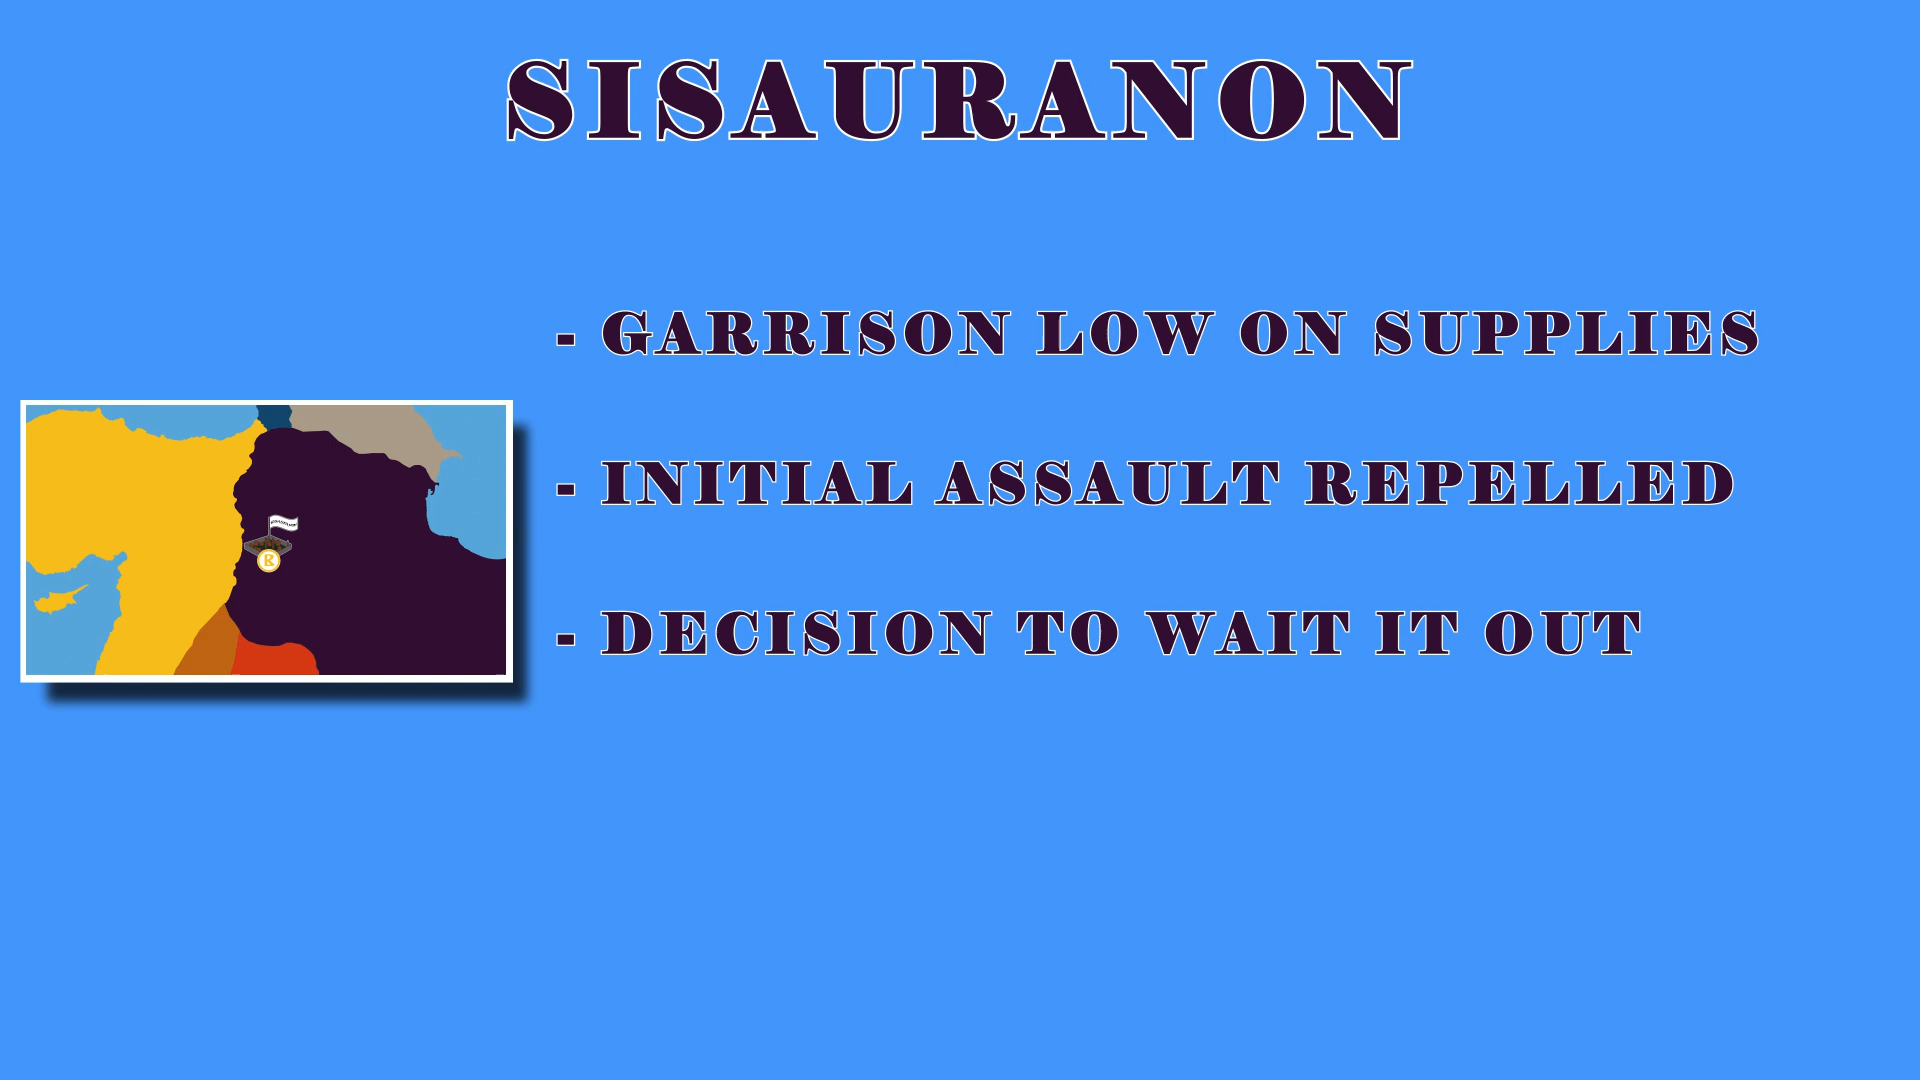 SISAURANON
- GARRISON LOW ON SUPPLIES
- INITIAL ASSAULT REPELLED
- DECISION TO WAIT IT OUT
R